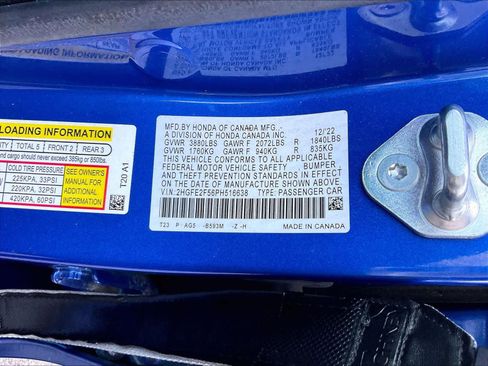 LOADING INFORMATION
TOTAL 5 FRONT 2 REAR 3
and cargo should never exceed 385kg or 850lbs.
COLD TIRE PRESSURE
225KPA, 33PSI
220KPA, 32PSI
420KPA, 60PSI
SEE OWNER'S
MANUAL FOR
ADDITIONAL
INFORMATION
T20 A1
MFD.BY HONDA OF CANADA MFG.,
A DIVISION OF HONDA CANADA INC. 12/22
GVWR 3880LBS GAWR F 2072LBS R 1840LBS
GVWR 1760KG GAWR F 940KG R 835KG
THIS VEHICLE CONFORMS TO ALL APPLICABLE
FEDERAL MOTOR VEHICLE SAFETY, BUMPER,
AND THEFT PREVENTION STANDARDS IN EFFECT
ON THE DATE OF MANUFACTURE SHOWN ABOVE.
V.I.N.:2HGFE2F56PH516638 TYPE: PASSENGER CAR
T23 P-AG5 -B593M -Z -H MADE IN CANADA